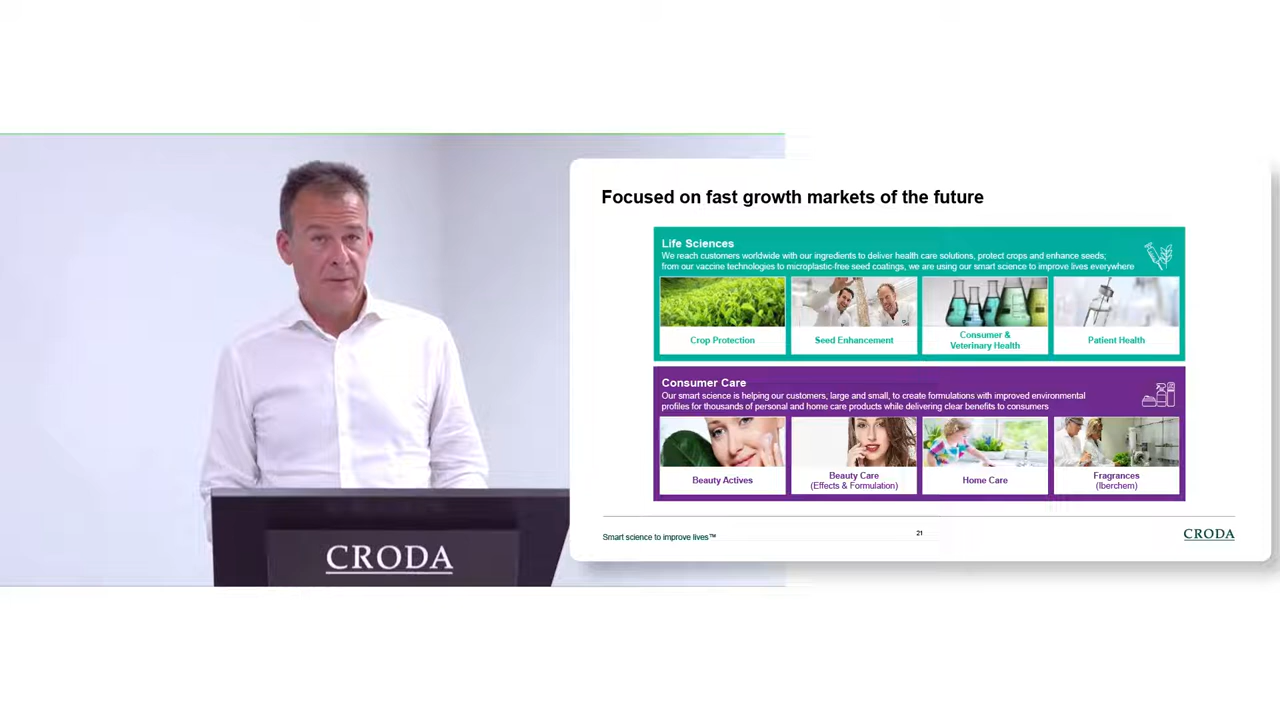 CRODA
Focused on fast growth markets of the future
Life Sciences
We reach customers worldwide with our ingredients to deliver health care solutions, protect crops and enhance seeds;
from our vaccine technologies to microplastic-free seed coatings, we are using our smart science to improve lives everywhere
Crop Protection
Seed Enhancement
Consumer &
Veterinary Health
Patient Health
Consumer Care
Our smart science is helping our customers, large and small, to create formulations with improved environmental
profiles for thousands of personal and home care products while delivering clear benefits to consumers
Beauty Actives
Beauty Care
(Effects & Formulation)
Home Care
Fragrances
(Iberchem)
Smart science to improve lives™
21
CRODA